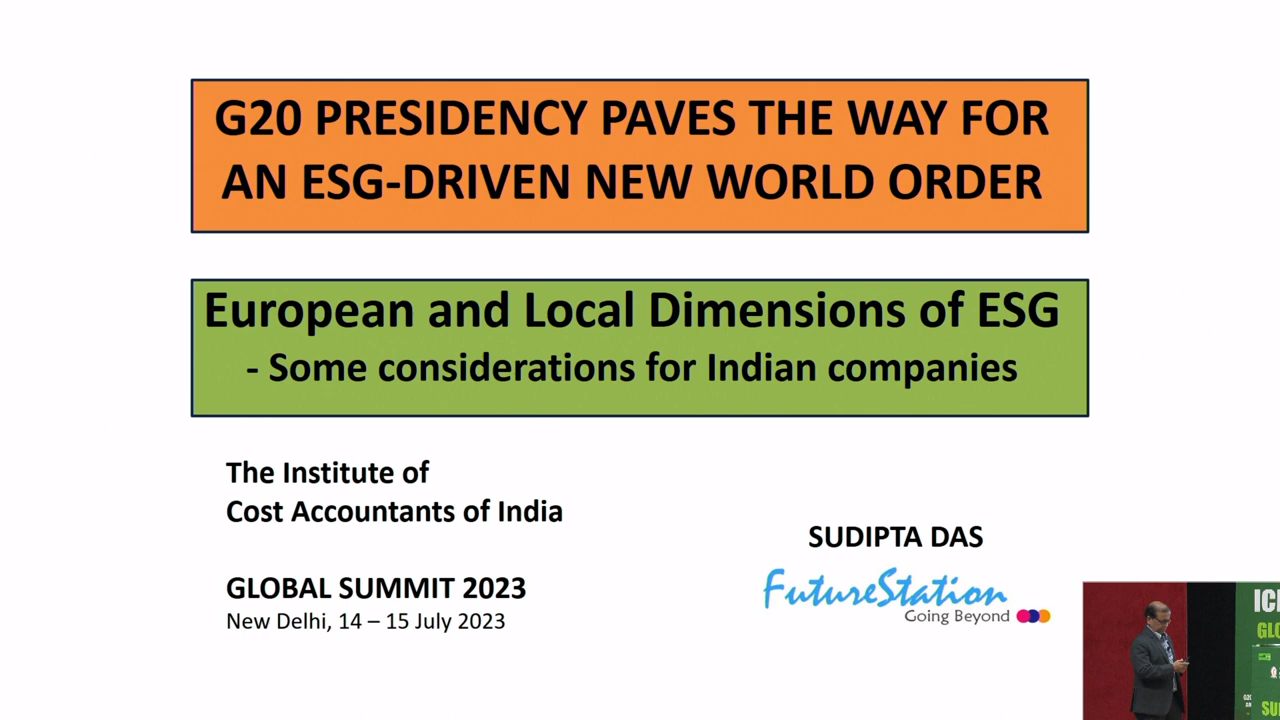 G20 PRESIDENCY PAVES THE WAY FOR
AN ESG-DRIVEN NEW WORLD ORDER
European and Local Dimensions of ESG
- Some considerations for Indian companies
The Institute of
Cost Accountants of India
GLOBAL SUMMIT 2023
New Delhi, 14 – 15 July 2023
SUDIPTA DAS
FutureStation
Going Beyond
G20